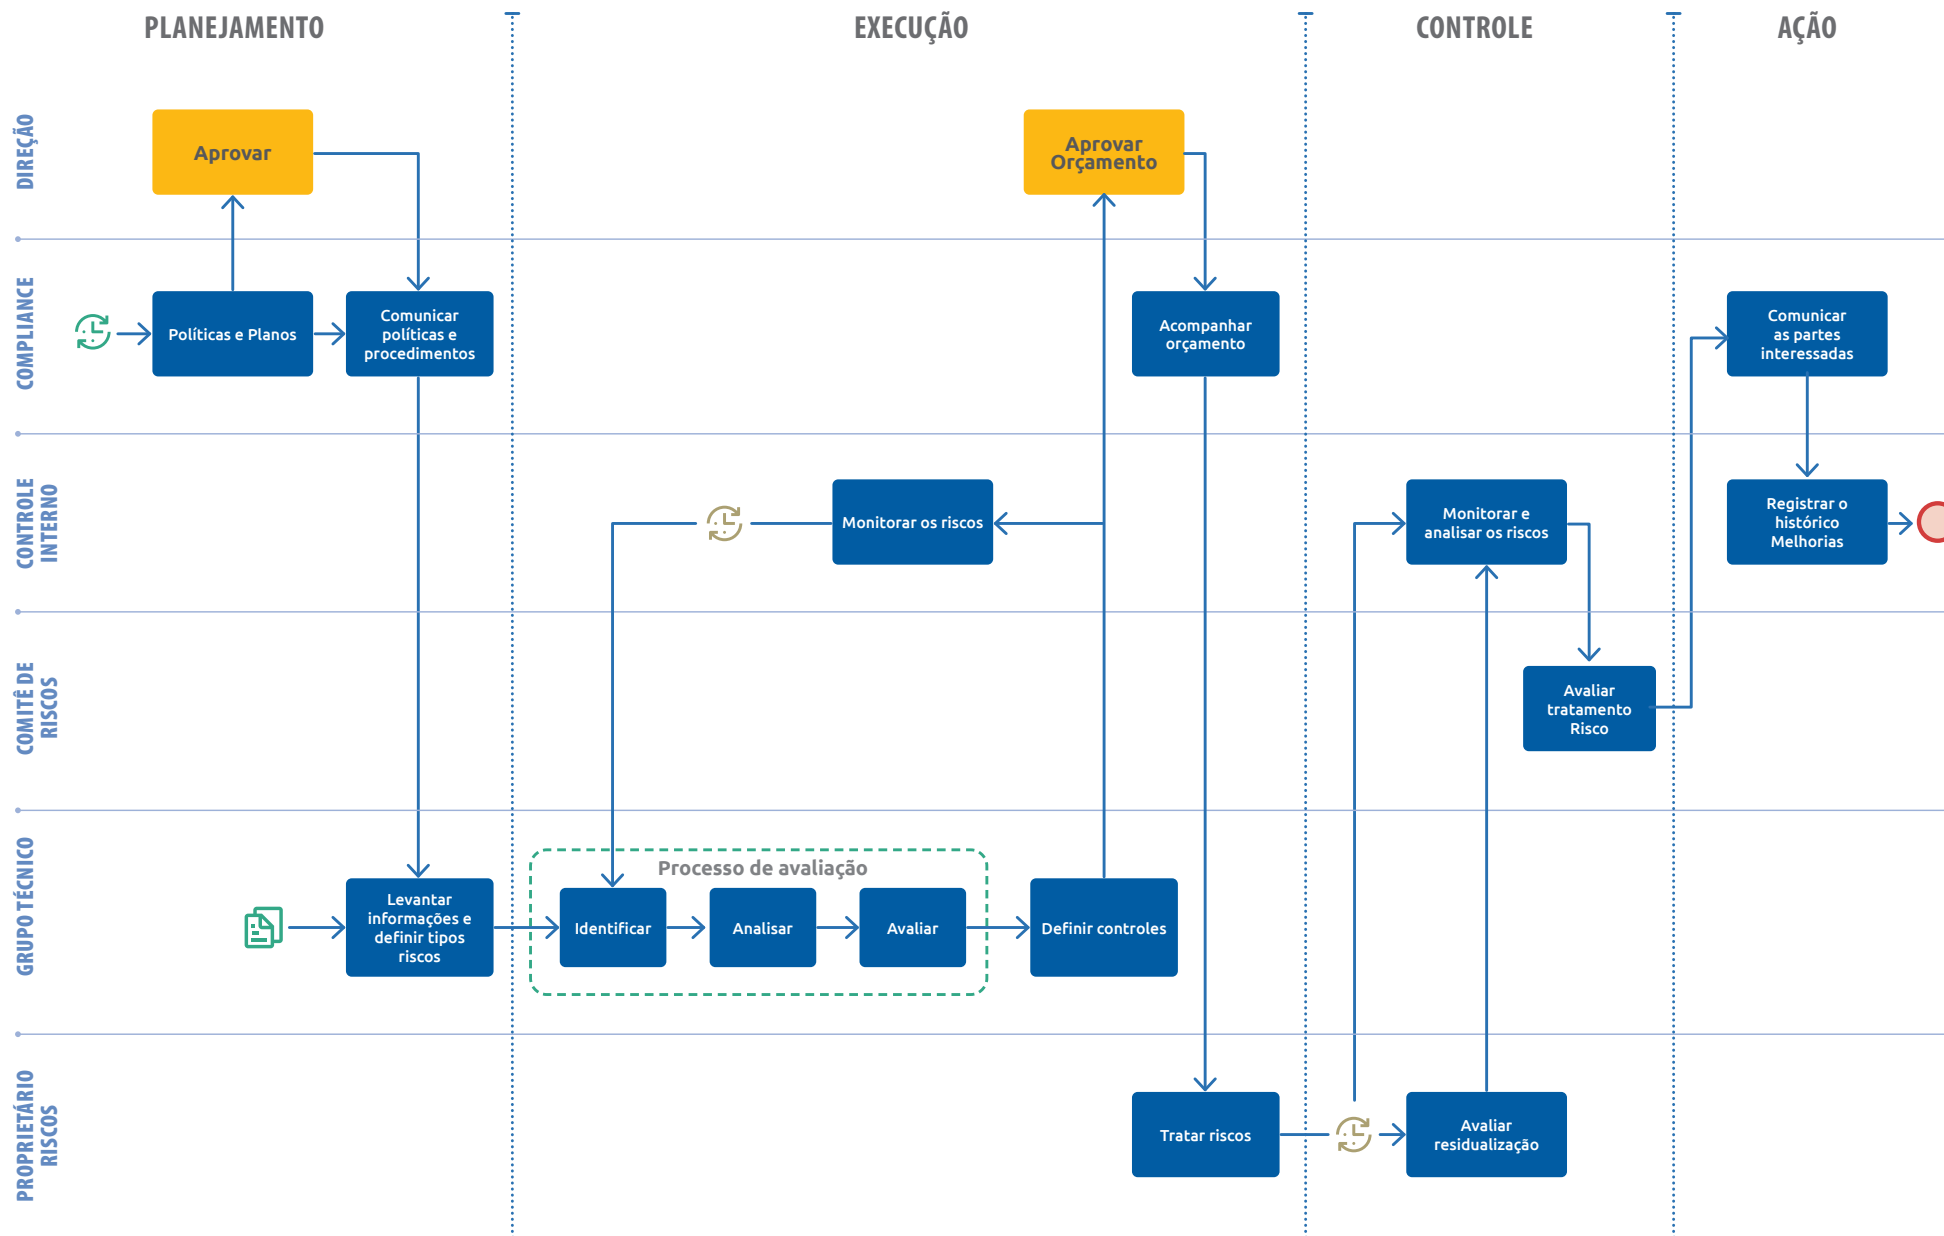 PLANEJAMENTO
EXECUÇÃO
CONTROLE
AÇÃO
DIREÇÃO
Aprovar
Aprovar
Orçamento
COMPLIANCE
Políticas e Planos
Comunicar
políticas e
procedimentos
Acompanhar
orçamento
Comunicar
as partes
interessadas
CONTROLE
INTERNO
Monitorar os riscos
Monitorar e
analisar os riscos
Registrar o
histórico
Melhorias
COMITÊ DE
RISCOS
Avaliar
tratamento
Risco
GRUPO TÉCNICO
Levantar
informações e
definir tipos
riscos
Processo de avaliação
Identificar
Analisar
Avaliar
Definir controles
PROPRIETÁRIO
RISCOS
Tratar riscos
Avaliar
residualização